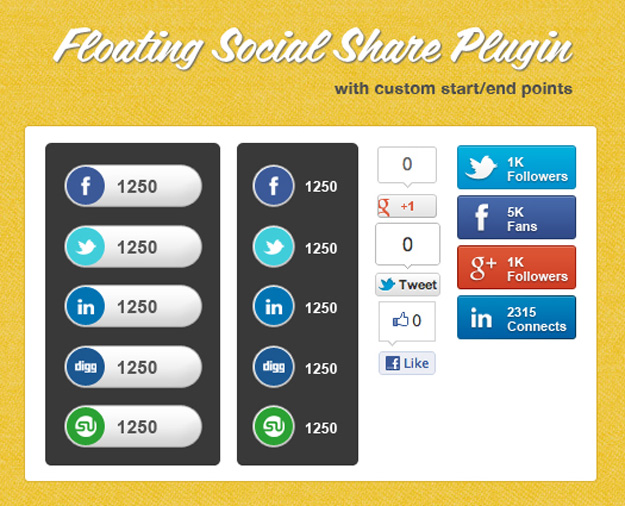 Floating Social Share Plugin
with custom start/end points
f 1250
1250
in 1250
digg 1250
SU 1250
f 1250
1250
in 1250
digg 1250
SU 1250
0
g +1
0
Tweet
0
f Like
1K
Followers
f 5K
Fans
g+ 1K
Followers
in 2315
Connects